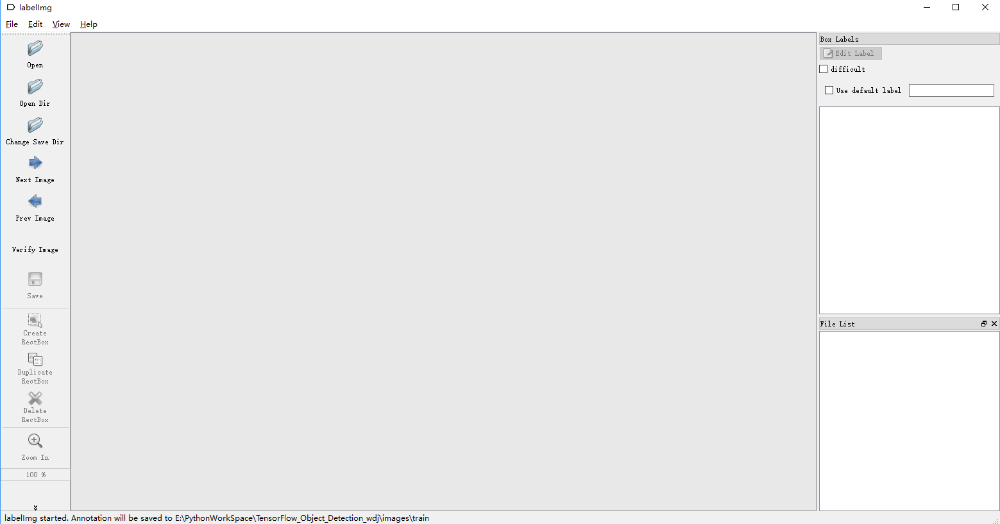 labelImg
File Edit View Help
Open
Open Dir
Change Save Dir
Next Image
Prev Image
Verify Image
Save
Create
RectBox
Duplicate
RectBox
Delete
RectBox
Zoom In
100 %
Box Labels
Edit Label
difficult
Use default label
File List
labelImg started. Annotation will be saved to E:\PythonWorkSpace\TensorFlow_Object_Detection_wdj\images\train